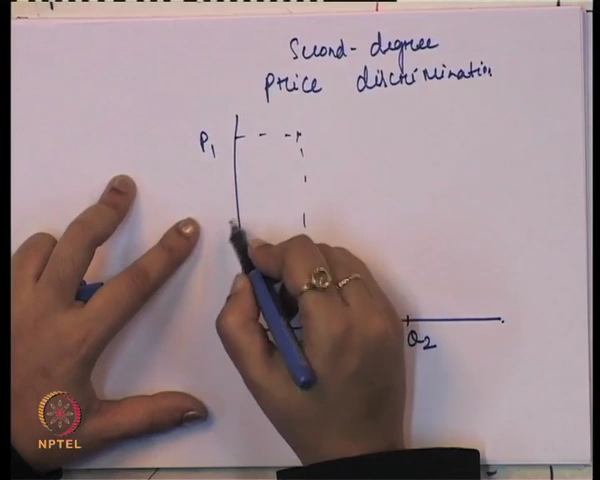 Second-degree
Price discrimination
P1
Q2
NPTEL